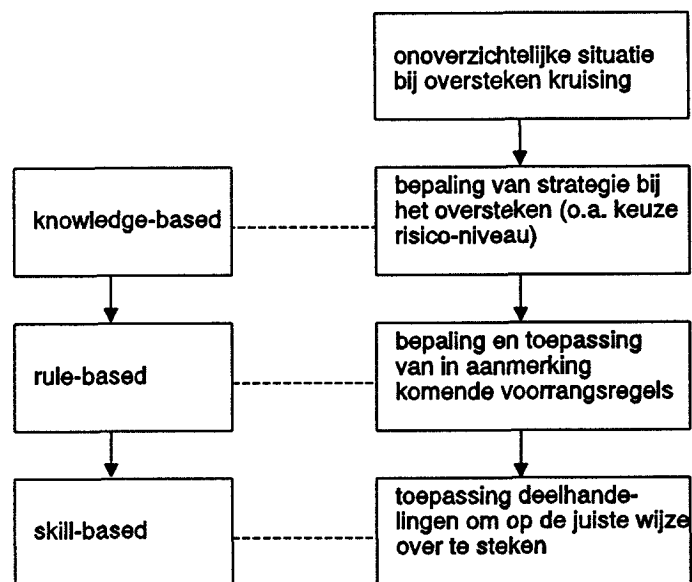 onoverzichtelijke situatie
bij oversteken kruising
knowledge-based
bepaling van strategie bij
het oversteken (o.a. keuze
risico-niveau)
rule-based
bepaling en toepassing
van in aanmerking
komende voorrangsregels
skill-based
toepassing deelhande-
lingen om op de juiste wijze
over te steken